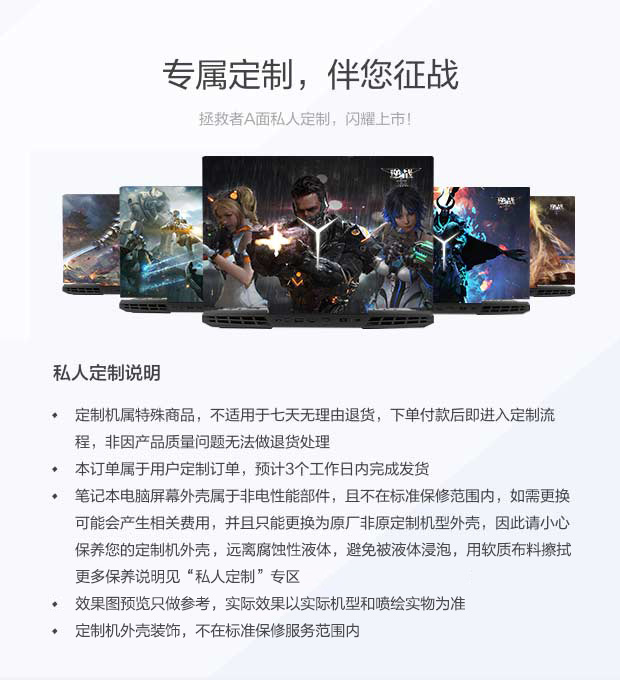 专属定制，伴您征战
拯救者A面私人定制，闪耀上市！
逆战
逆战
私人定制说明
定制机属特殊商品，不适用于七天无理由退货，下单付款后即进入定制流
程，非因产品质量问题无法做退货处理
本订单属于用户定制订单，预计3个工作日内完成发货
笔记本电脑屏幕外壳属于非电性能部件，且不在标准保修范围内，如需更换
可能会产生相关费用，并且只能更换为原厂非原定制机型外壳，因此请小心
保养您的定制机外壳，远离腐蚀性液体，避免被液体浸泡，用软质布料擦拭
更多保养说明见“私人定制”专区
效果图预览只做参考，实际效果以实际机型和喷绘实物为准
定制机外壳装饰，不在标准保修服务范围内